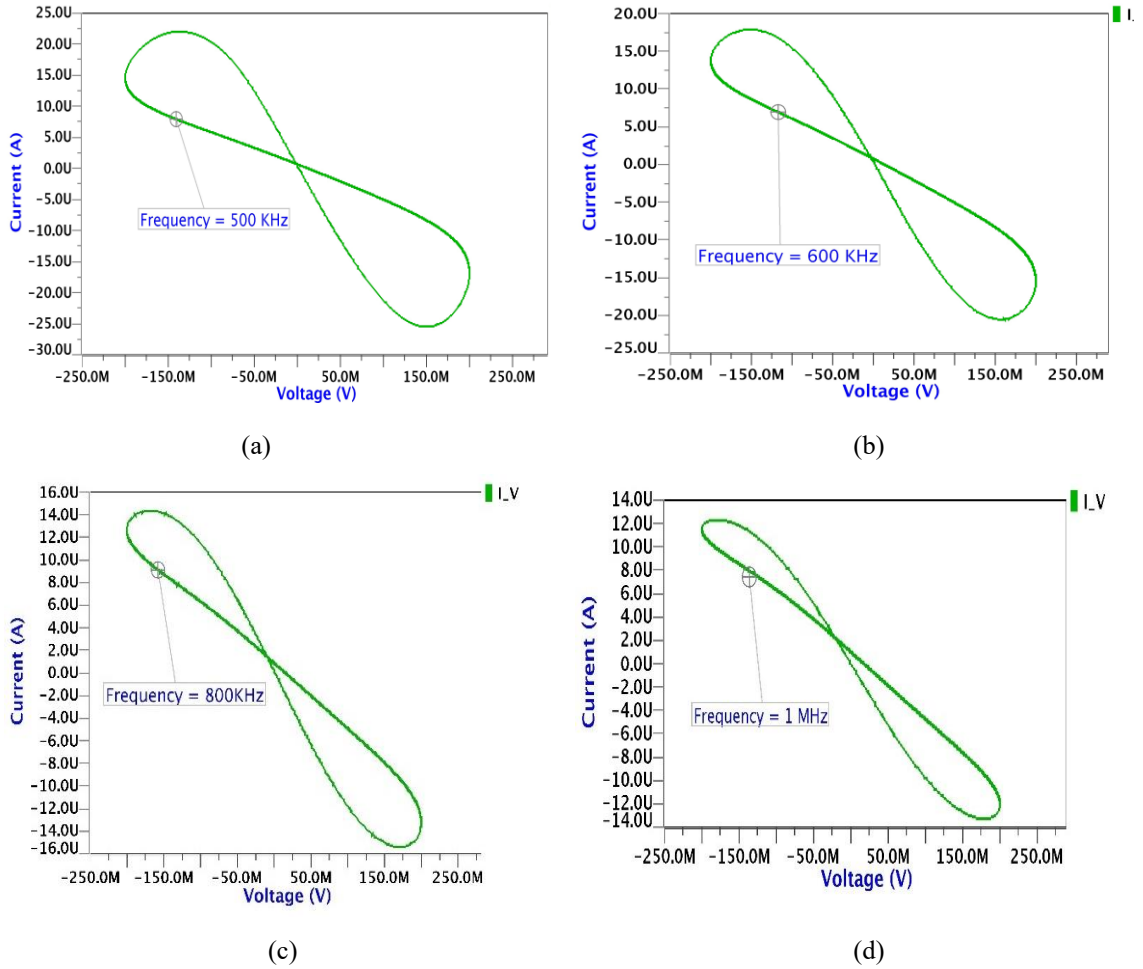 25.0U
20.0U
15.0U
10.0U
5.0U
0.0U
-5.0U
-10.0U
-15.0U
-20.0U
-25.0U
-30.0U
Current (A)
Frequency = 500 KHz
-250.0M -150.0M -50.0M 50.0M 150.0M 250.0M
Voltage (V)
(a)
20.0U
15.0U
10.0U
5.0U
0.0U
-5.0U
-10.0U
-15.0U
-20.0U
-25.0U
Current (A)
Frequency = 600 KHz
-250.0M -150.0M -50.0M 50.0M 150.0M 250.0M
Voltage (V)
(b)
16.0U
14.0U
12.0U
10.0U
8.0U
6.0U
4.0U
2.0U
0.0U
-2.0U
-4.0U
-6.0U
-8.0U
-10.0U
-12.0U
-14.0U
-16.0U
Current (A)
I_V
Frequency = 800KHz
-250.0M -150.0M -50.0M 50.0M 150.0M 250.0M
Voltage (V)
(c)
14.0U
12.0U
10.0U
8.0U
6.0U
4.0U
2.0U
0.0U
-2.0U
-4.0U
-6.0U
-8.0U
-10.0U
-12.0U
-14.0U
Current (A)
I_V
Frequency = 1 MHz
-250.0M -150.0M -50.0M 50.0M 150.0M 250.0M
Voltage (V)
(d)